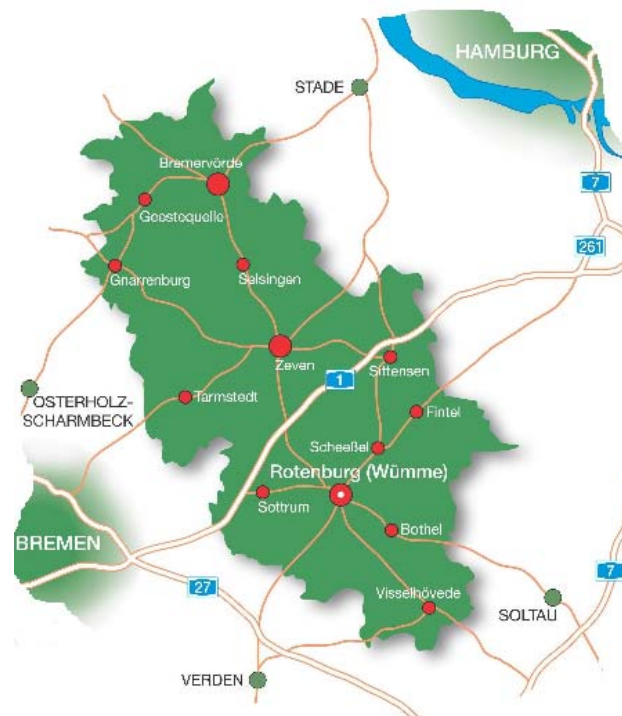 HAMBURG
STADE
Bremervörde
7
Geestequelle
261
Gnarrenburg
Selsingen
Zeven
Sittensen
1
OSTERHOLZ-
SCHARMBECK
Tarmstedt
Fintel
Scheeßel
Rotenburg (Wümme)
Sottrum
Bothel
BREMEN
7
27
Visselhövede
SOLTAU
VERDEN